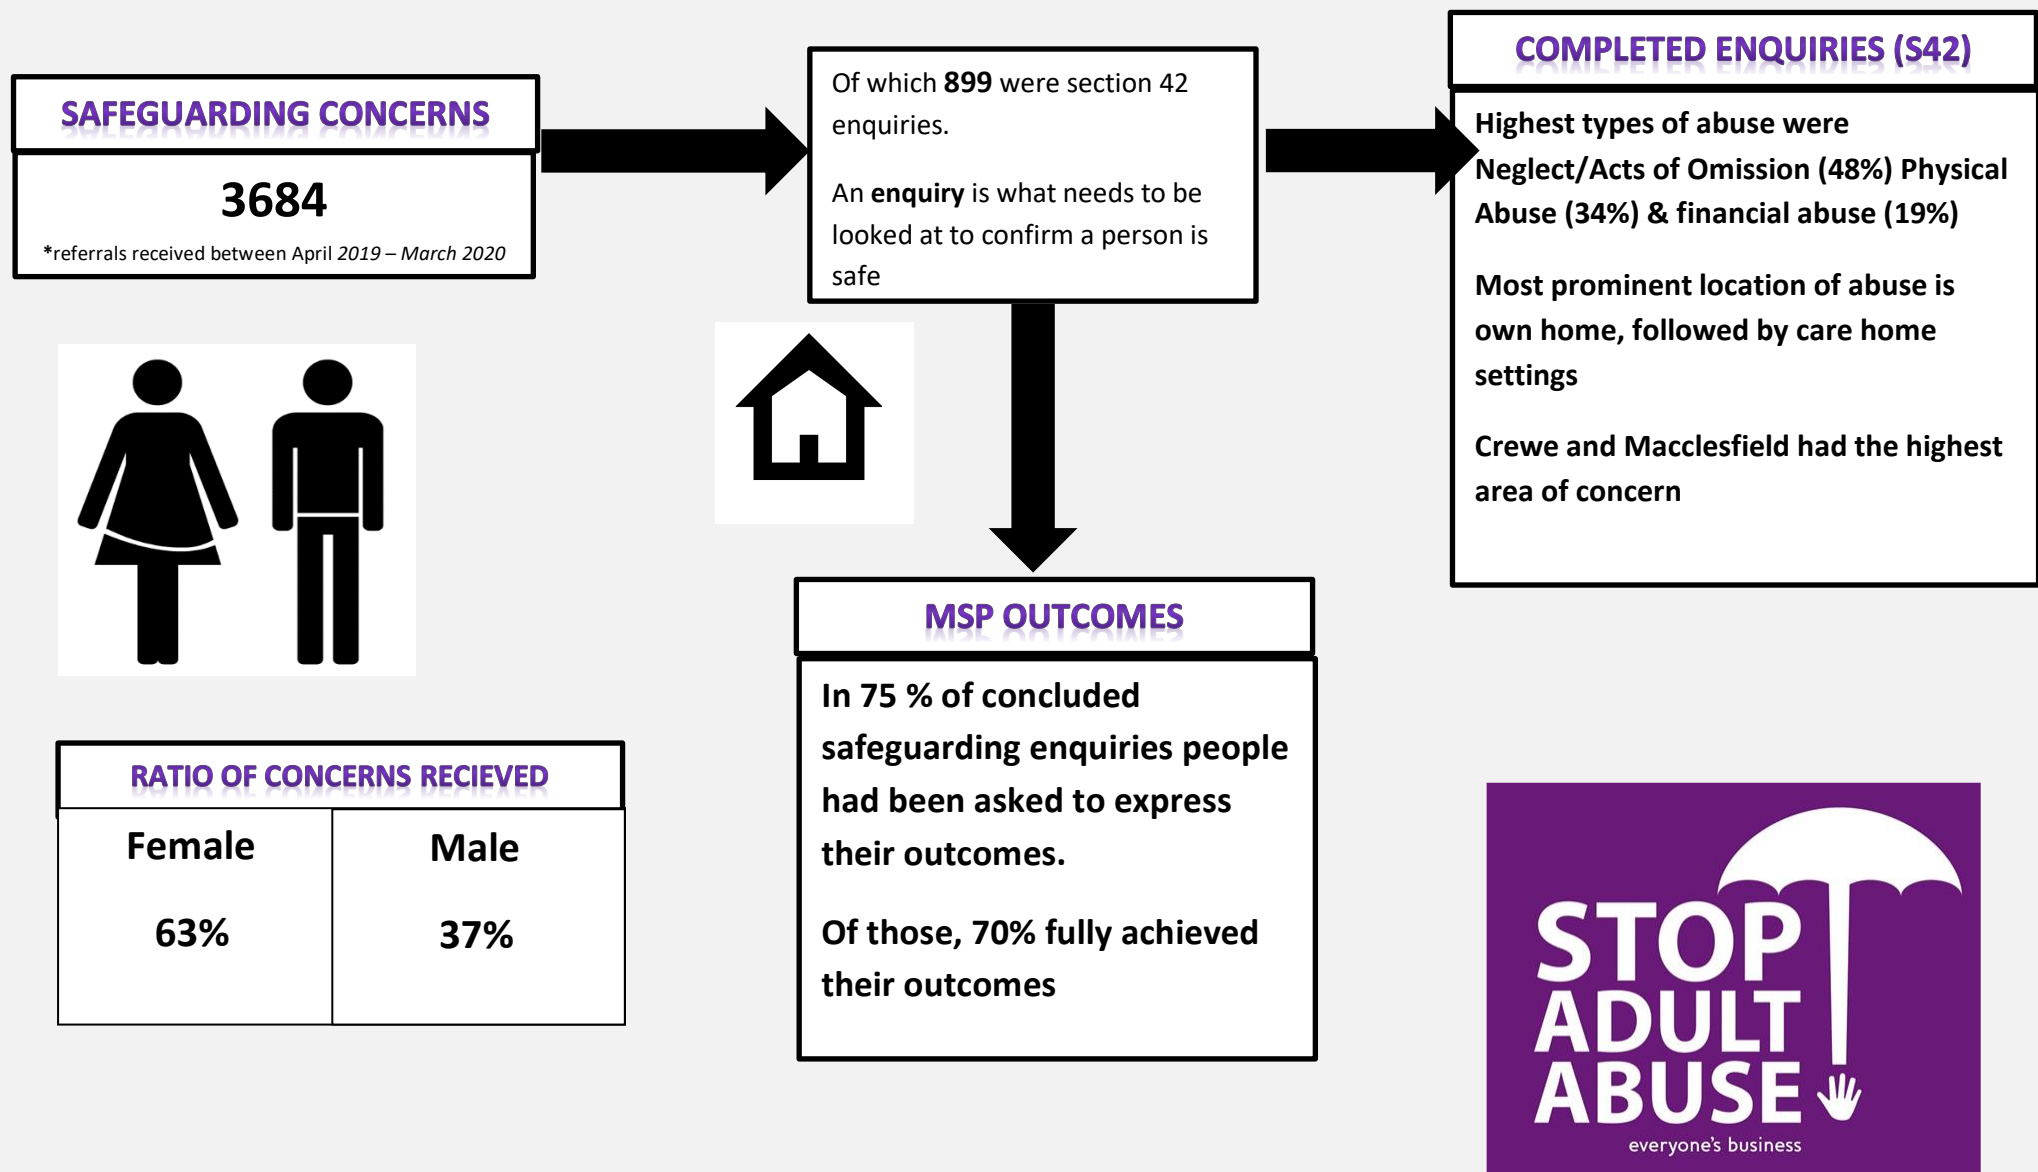 SAFEGUARDING CONCERNS
3684
*referrals received between April 2019 – March 2020
Of which 899 were section 42
enquiries.
An enquiry is what needs to be
looked at to confirm a person is
safe
COMPLETED ENQUIRIES (S42)
Highest types of abuse were
Neglect/Acts of Omission (48%) Physical
Abuse (34%) & financial abuse (19%)
Most prominent location of abuse is
own home, followed by care home
settings
Crewe and Macclesfield had the highest
area of concern
RATIO OF CONCERNS RECIEVED
Female
Male
63%
37%
MSP OUTCOMES
In 75 % of concluded
safeguarding enquiries people
had been asked to express
their outcomes.
Of those, 70% fully achieved
their outcomes
STOP
ADULT
ABUSE
everyone's business